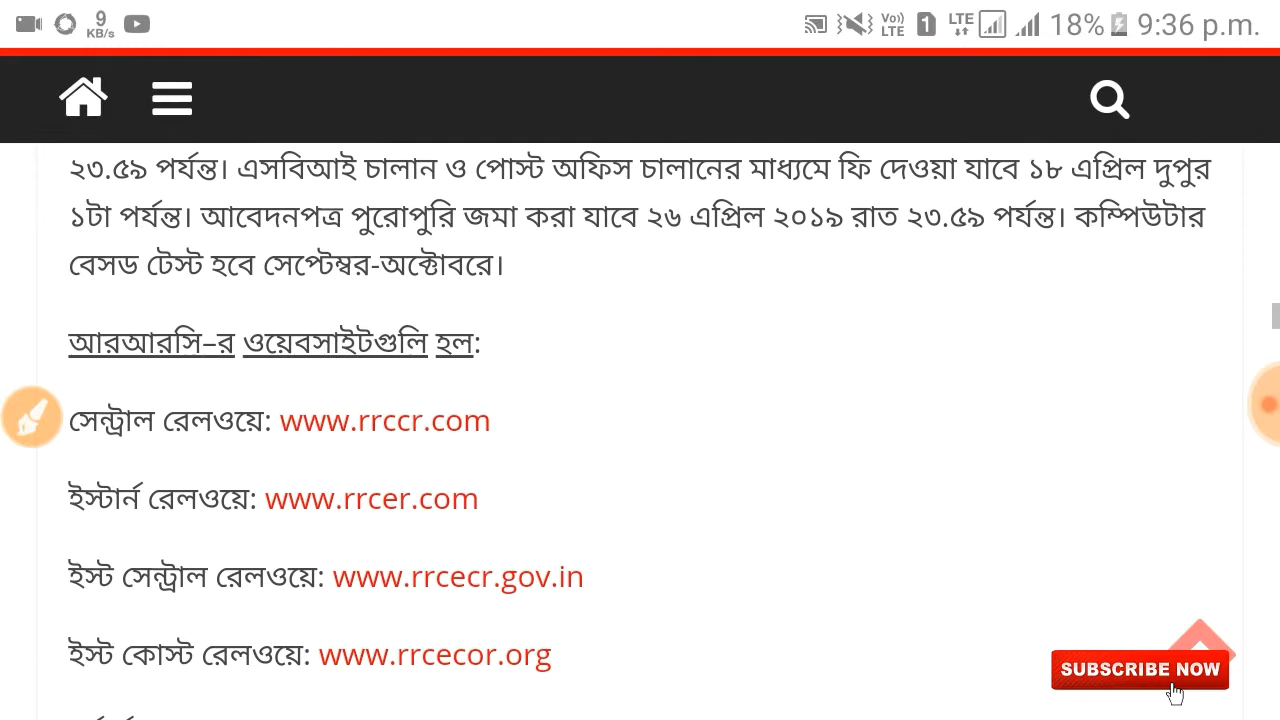 9
KB/s
Vo))
LTE
1
LTE
18%
9:36 p.m.
২৩.৫৯ পর্যন্ত। এসবিআই চালান ও পোস্ট অফিস চালানের মাধ্যমে ফি দেওয়া যাবে ১৮ এপ্রিল দুপুর
১টা পর্যন্ত। আবেদনপত্র পুরোপুরি জমা করা যাবে ২৬ এপ্রিল ২০১৯ রাত ২৩.৫৯ পর্যন্ত। কম্পিউটার
বেসড টেস্ট হবে সেপ্টেম্বর-অক্টোবরে।
আরআরসি–র ওয়েবসাইটগুলি হল:
সেন্ট্রাল রেলওয়ে: www.rrccr.com
ইস্টার্ন রেলওয়ে: www.rrcer.com
ইস্ট সেন্ট্রাল রেলওয়ে: www.rrcecr.gov.in
ইস্ট কোস্ট রেলওয়ে: www.rrcecor.org
SUBSCRIBE NOW